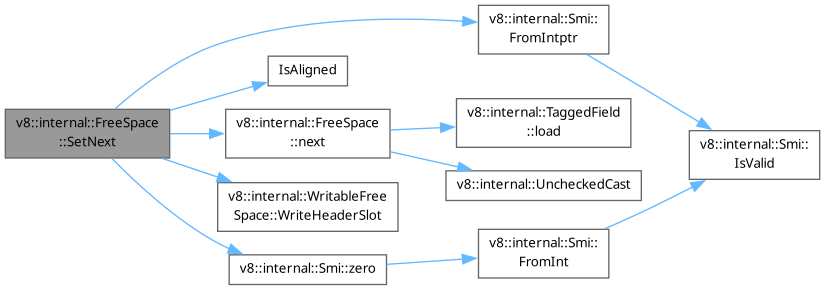 v8::internal::Smi::
FromIntptr
IsAligned
v8::internal::FreeSpace
::SetNext
v8::internal::FreeSpace
::next
v8::internal::TaggedField
::load
v8::internal::Smi::
IsValid
v8::internal::UncheckedCast
v8::internal::WritableFree
Space::WriteHeaderSlot
v8::internal::Smi::zero
v8::internal::Smi::
FromInt